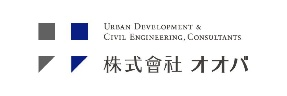 URBAN DEVELOPMENT &
CIVIL ENGINEERING, CONSULTANTS
株式會社 オオバ